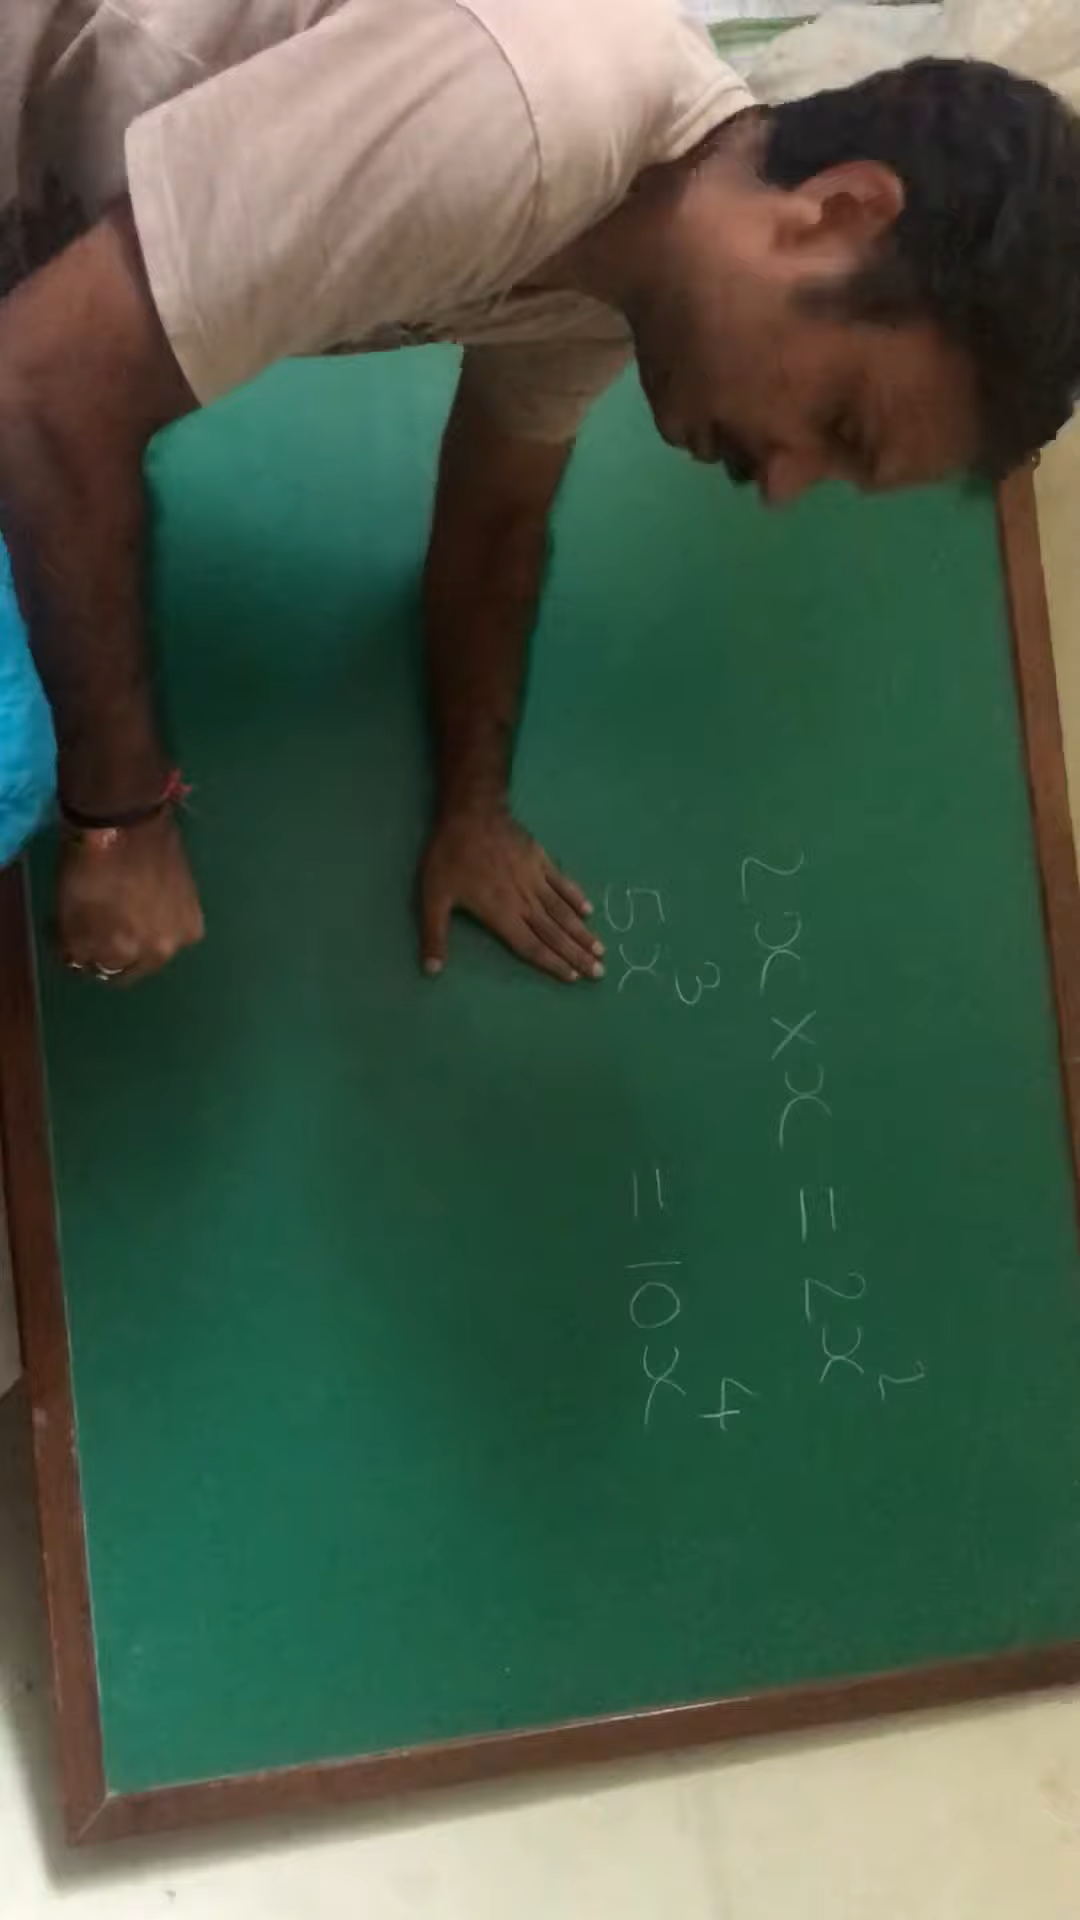 2x × x = 2x²
5x³ = 10x⁴